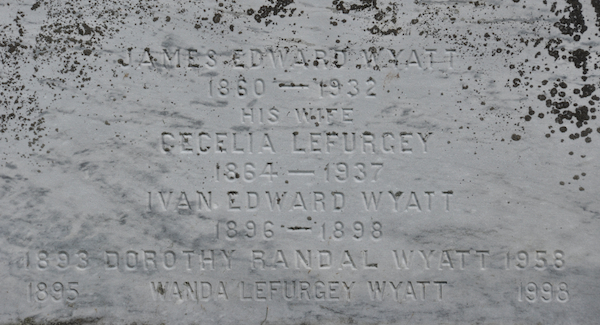 JAMES EDWARD WYATT
1860 — 1932
HIS WIFE
CECELIA LEFURGEY
1864 — 1937
IVAN EDWARD WYATT
1896 — 1898
1893 DOROTHY RANDAL WYATT 1958
1895 WANDA LEFURGEY WYATT 1998